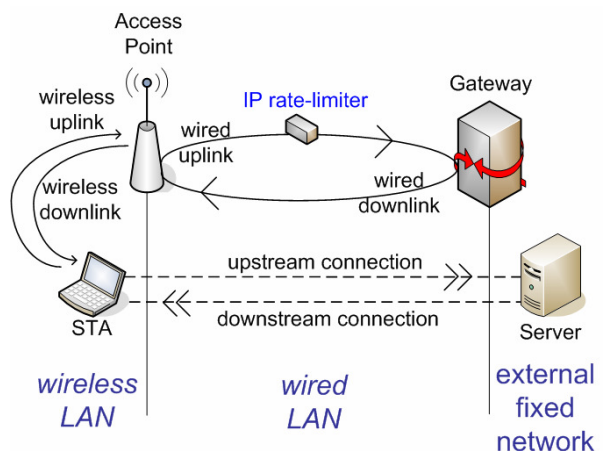 Access
Point
Gateway
IP rate-limiter
wireless
uplink
wired
uplink
wireless
downlink
wired
downlink
upstream connection
downstream connection
STA
Server
wireless
LAN
wired
LAN
external
fixed
network